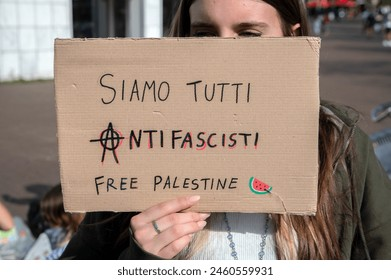 SIAMO TUTTI
ANTIFASCISTI
FREE PALESTINE
shutterstock.com · 2460559931